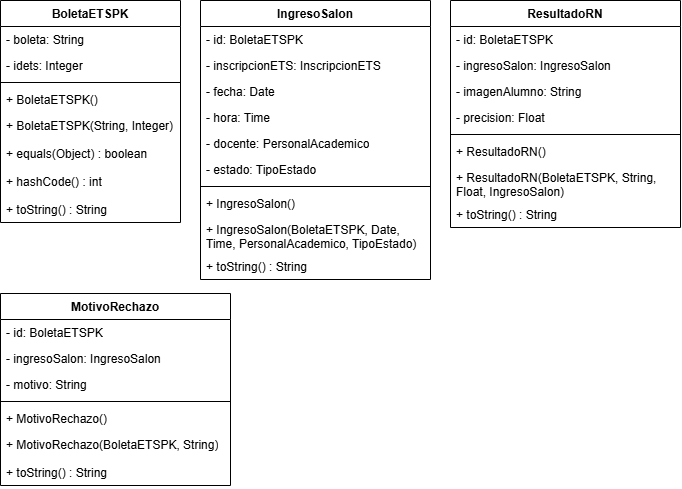 BoletaETSPK
- boleta: String
- idets: Integer
+ BoletaETSPK()
+ BoletaETSPK(String, Integer)
+ equals(Object) : boolean
+ hashCode() : int
+ toString() : String
IngresoSalon
- id: BoletaETSPK
- inscripcionETS: InscripcionETS
- fecha: Date
- hora: Time
- docente: PersonalAcademico
- estado: TipoEstado
+ IngresoSalon()
+ IngresoSalon(BoletaETSPK, Date,
Time, PersonalAcademico, TipoEstado)
+ toString() : String
ResultadoRN
- id: BoletaETSPK
- ingresoSalon: IngresoSalon
- imagenAlumno: String
- precision: Float
+ ResultadoRN()
+ ResultadoRN(BoletaETSPK, String,
Float, IngresoSalon)
+ toString() : String
MotivoRechazo
- id: BoletaETSPK
- ingresoSalon: IngresoSalon
- motivo: String
+ MotivoRechazo()
+ MotivoRechazo(BoletaETSPK, String)
+ toString() : String